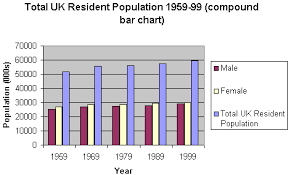 Total UK Resident Population 1959-99 (compound
bar chart)
Population (000s)
70000
60000
50000
40000
30000
20000
10000
0
1959
1969
1979
1989
1999
Year
Male
Female
Total UK Resident
Population